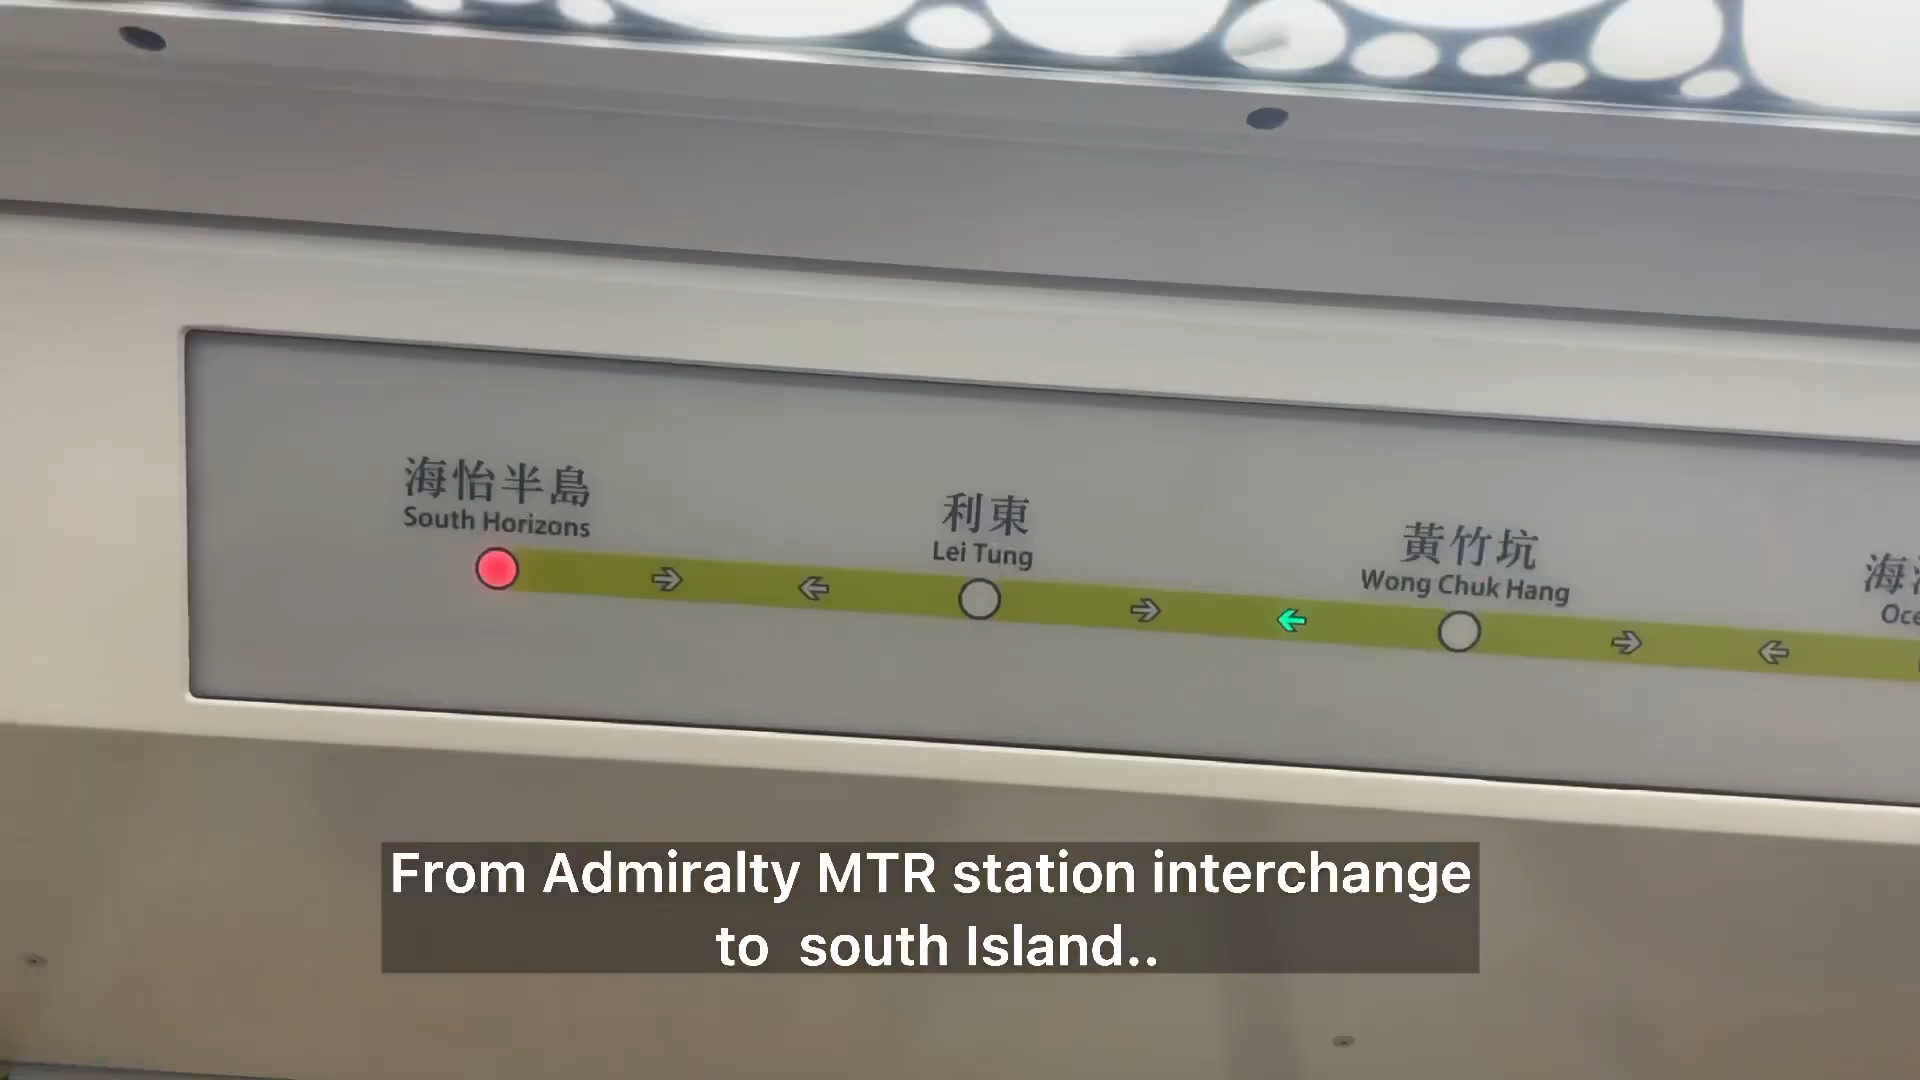 海怡半島
South Horizons
利東
Lei Tung
黃竹坑
Wong Chuk Hang
海
From Admiralty MTR station interchange
to south Island..